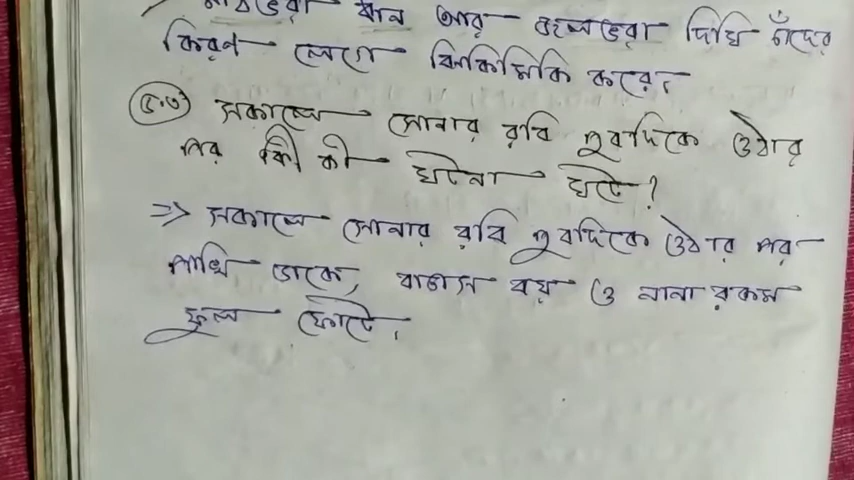 মাঠভরা ধান আর জলভরা দিঘি চাঁদের
কিরণ লেগে ঝিকিমিকি করে।
৫.৩ সকালে সোনার রবি পুবদিকে ওঠার
পর কী কী ঘটনা ঘটে?
⇒ সকালে সোনার রবি পুবদিকে ওঠার পর
পাখি ডাকে, বাতাস বয় ও নানা রকম
ফুল ফোটে।